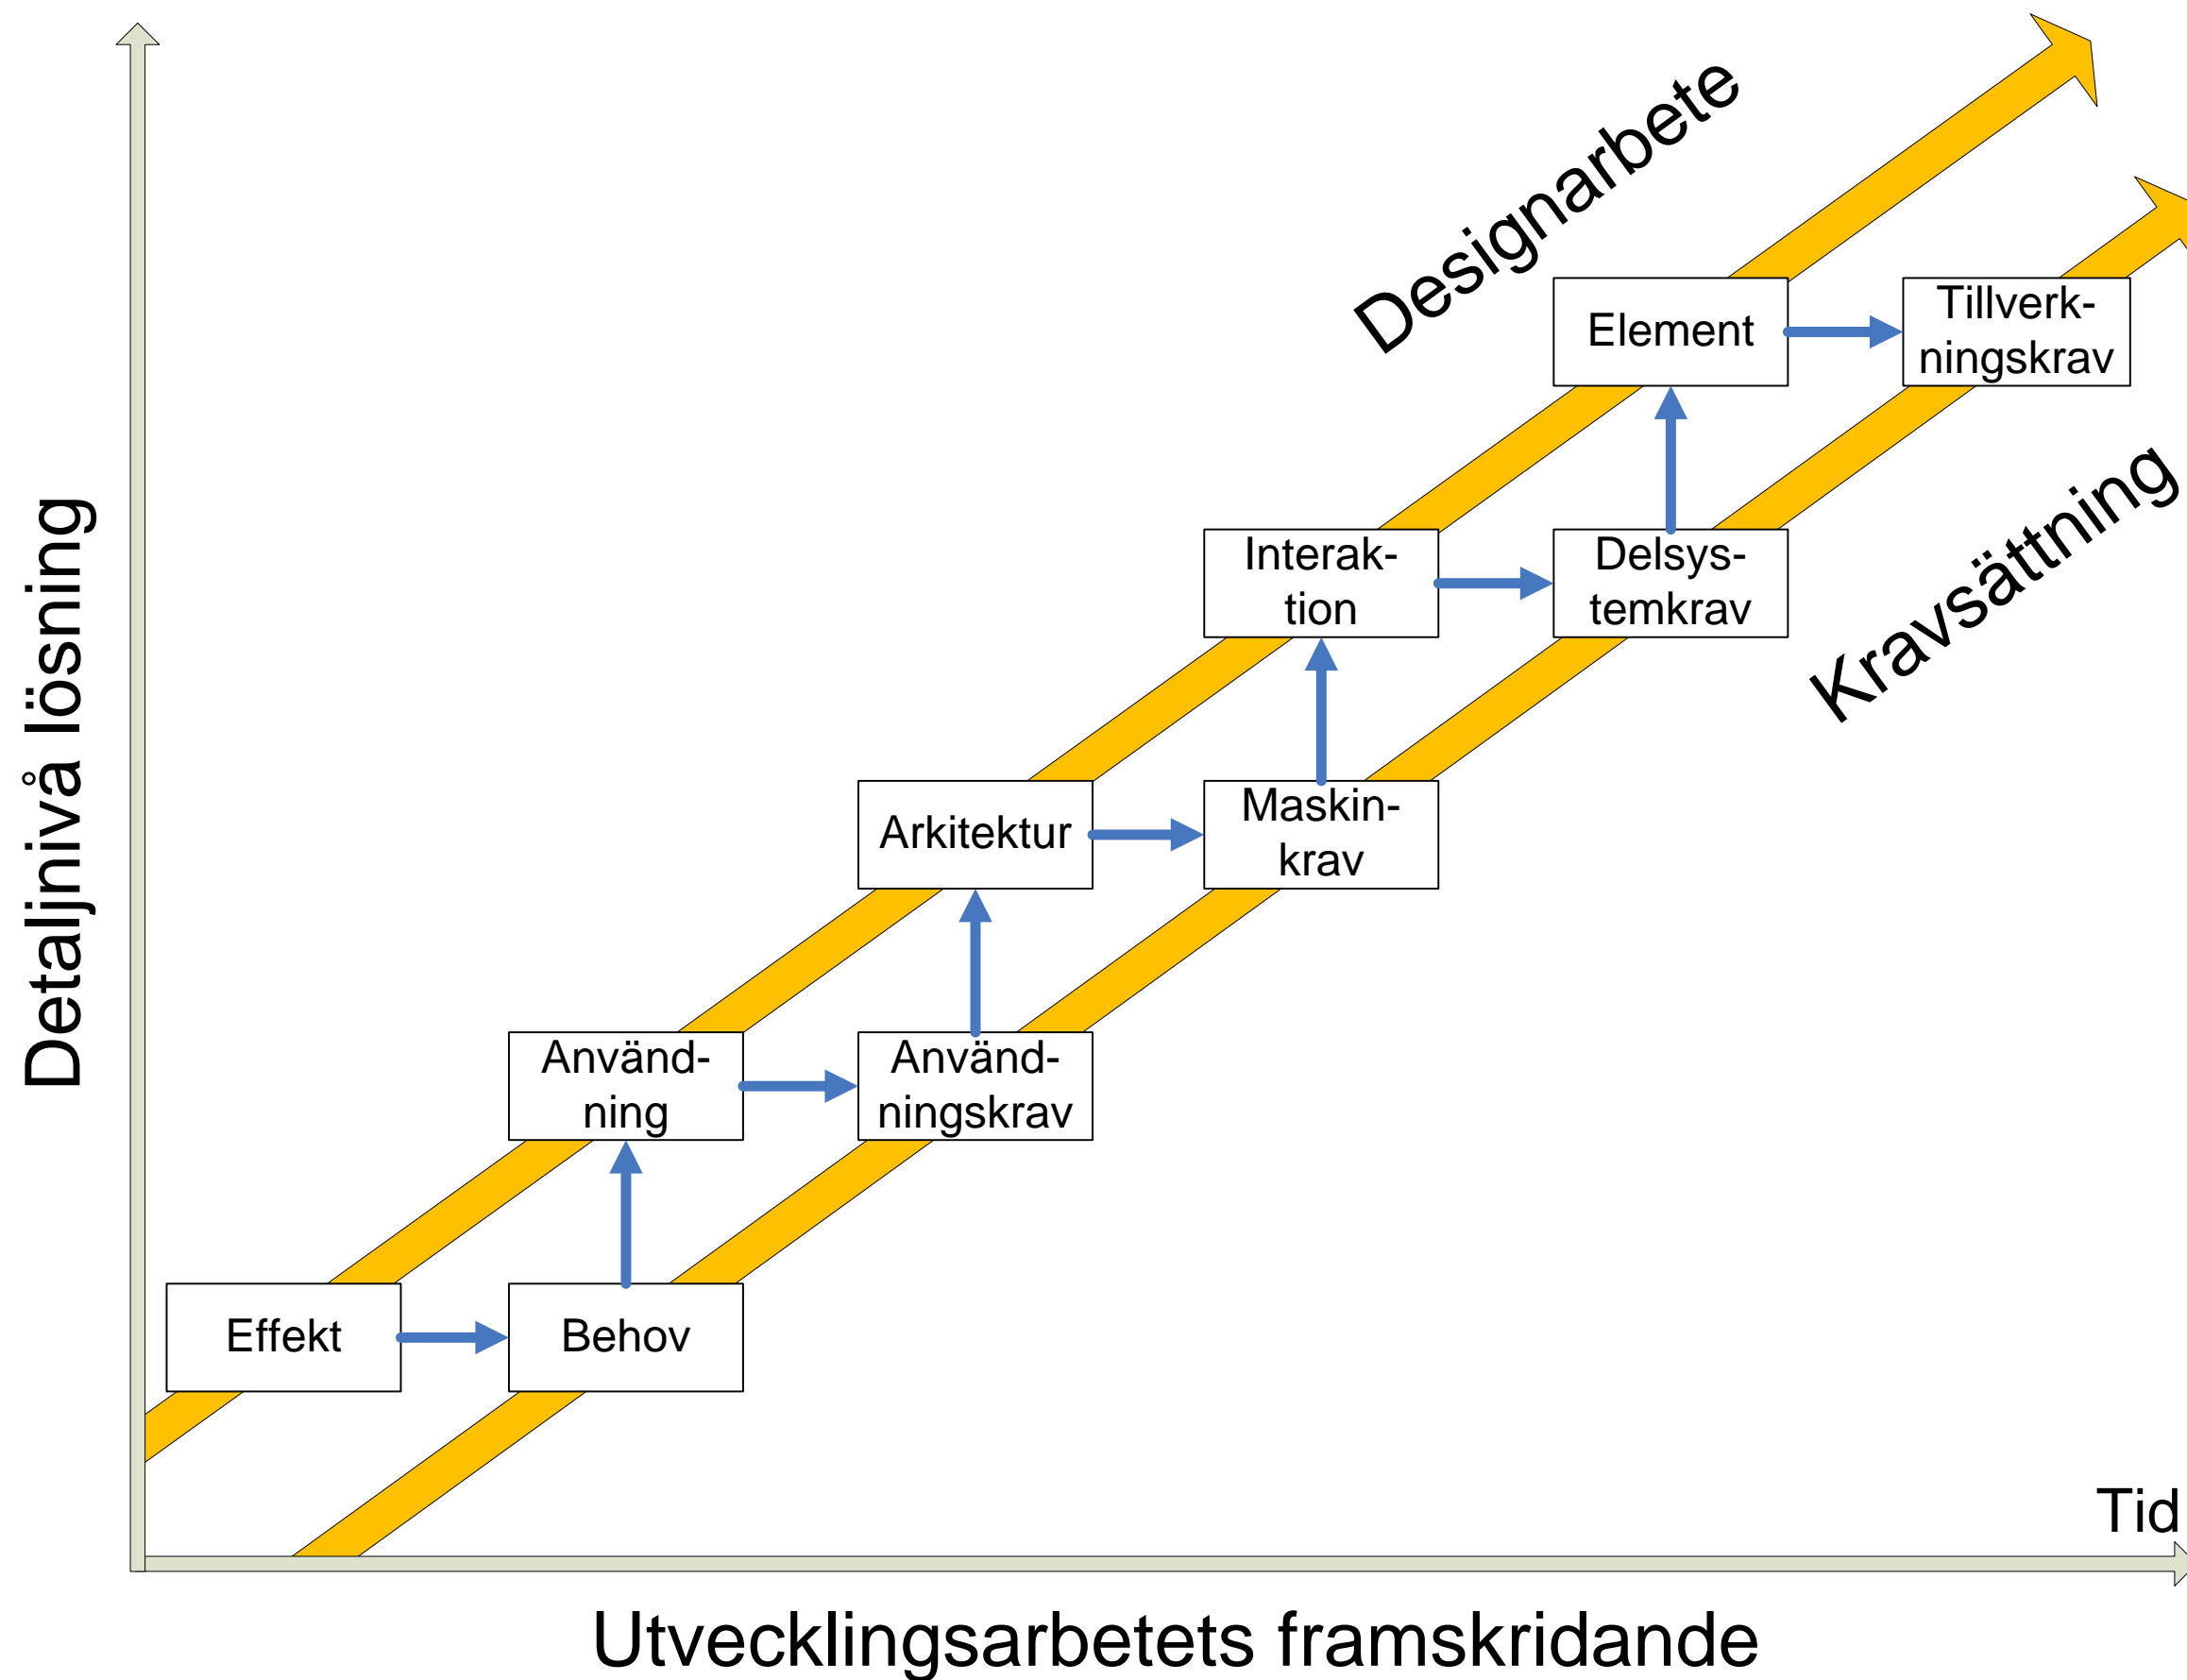 Designarbete
Element
Tillverk-
ningskrav
Kravsättning
Interak-
tion
Delsys-
temkrav
Detaljnivå lösning
Arkitektur
Maskin-
krav
Använd-
ning
Använd-
ningskrav
Effekt
Behov
Tid
Utvecklingsarbetets framskridande